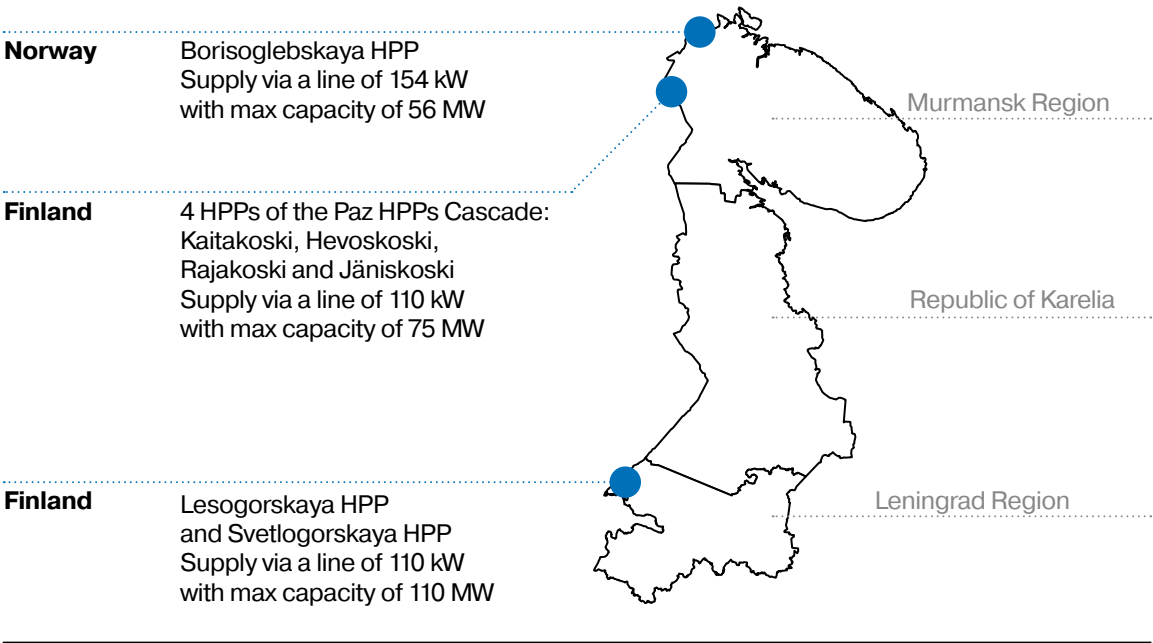 Norway
Borisoglebskaya HPP
Supply via a line of 154 kW
with max capacity of 56 MW
Murmansk Region
Finland
4 HPPs of the Paz HPPs Cascade:
Kaitakoski, Hevoskoski,
Rajakoski and Jäniskoski
Supply via a line of 110 kW
with max capacity of 75 MW
Republic of Karelia
Finland
Lesogorskaya HPP
and Svetlogorskaya HPP
Supply via a line of 110 kW
with max capacity of 110 MW
Leningrad Region